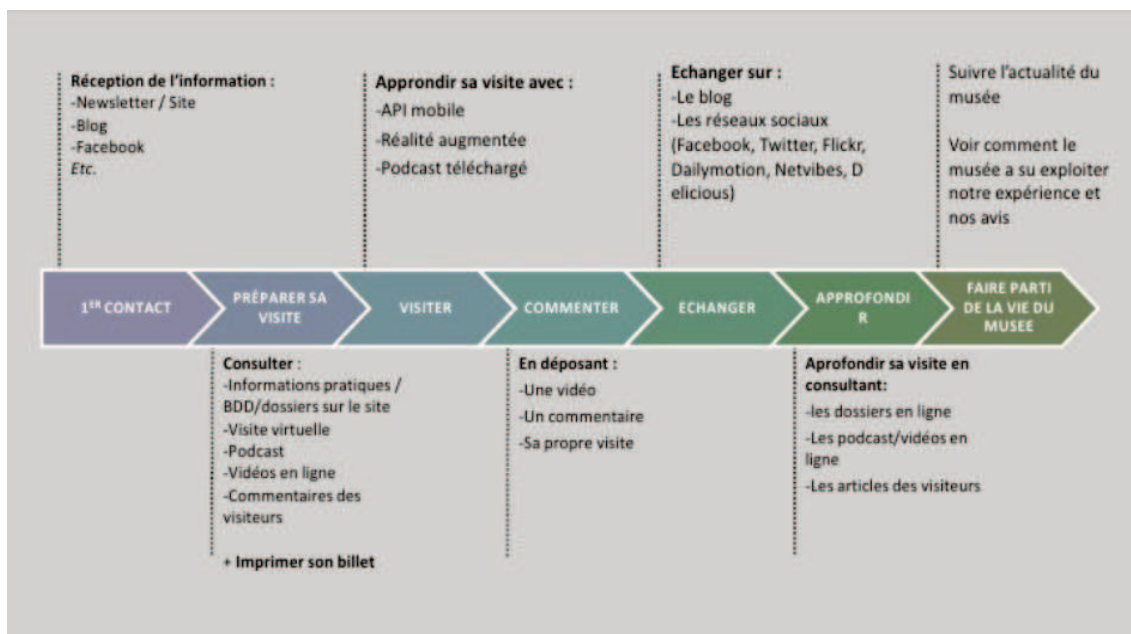 Réception de l'information :
-Newsletter / Site
-Blog
-Facebook
Etc.
Approndir sa visite avec :
-API mobile
-Réalité augmentée
-Podcast téléchargé
Echanger sur :
-Le blog
-Les réseaux sociaux
(Facebook, Twitter, Flickr,
Dailymotion, Netvibes, D
elicious)
Suivre l'actualité du
musée
Voir comment le
musée a su exploiter
notre expérience et
nos avis
1ER CONTACT
PRÉPARER SA
VISITE
VISITER
COMMENTER
ECHANGER
APPROFONDI
R
FAIRE PARTI
DE LA VIE DU
MUSEE
Consulter :
-Informations pratiques /
BDD/dossiers sur le site
-Visite virtuelle
-Podcast
-Vidéos en ligne
-Commentaires des
visiteurs
+ Imprimer son billet
En déposant :
-Une vidéo
-Un commentaire
-Sa propre visite
Aprofondir sa visite en
consultant:
-les dossiers en ligne
-Les podcast/vidéos en
ligne
-Les articles des visiteurs